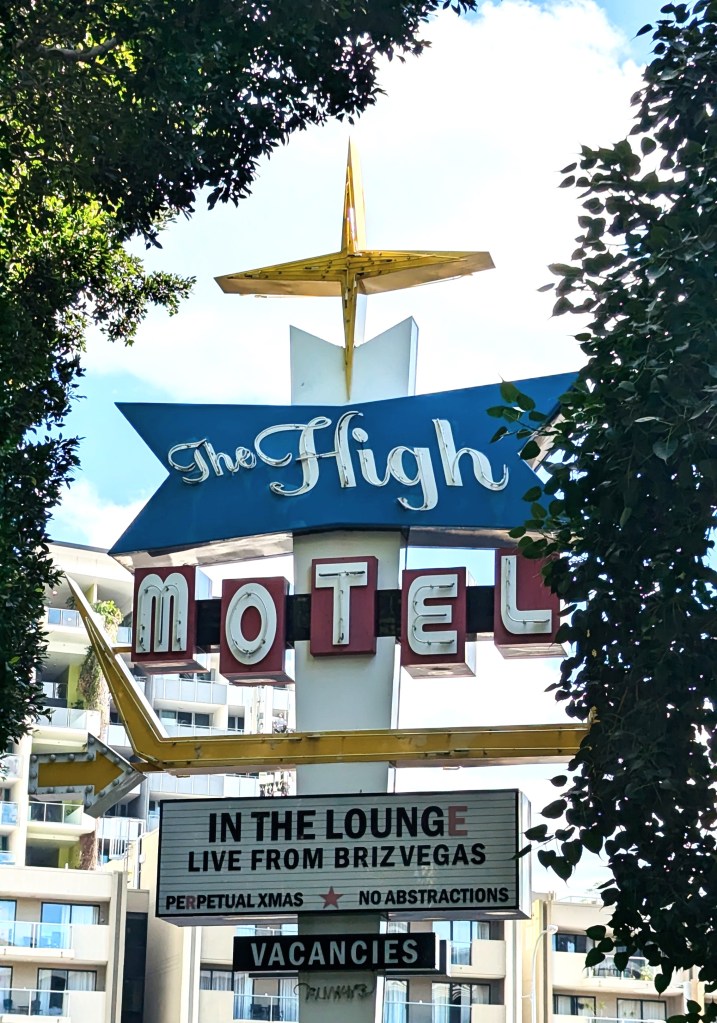 The High
MOTEL
IN THE LOUNGE
LIVE FROM BRIZVEGAS
PERPETUAL XMAS ★ NO ABSTRACTIONS
VACANCIES